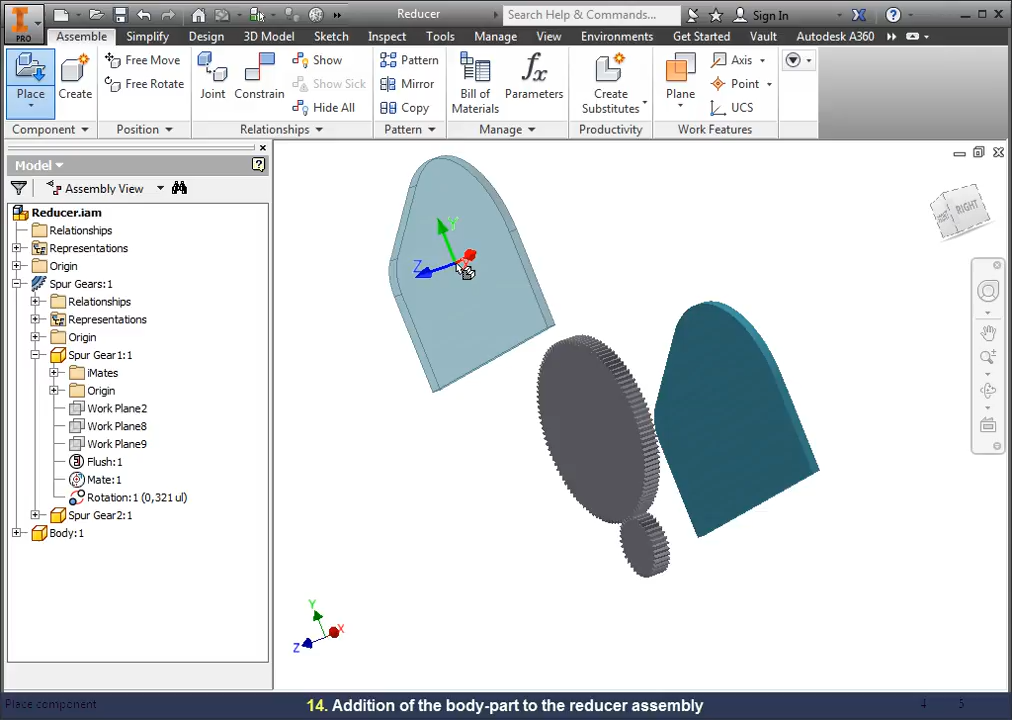 PRO
Reducer
Search Help & Commands...
Sign In
Assemble Simplify Design 3D Model Sketch Inspect Tools Manage View Environments Get Started Vault Autodesk A360
Place
Create
Free Move
Free Rotate
Joint
Constrain
Show
Show Sick
Hide All
Pattern
Mirror
Copy
Bill of
Materials
fx
Parameters
Create
Substitutes
Plane
Axis
Point
UCS
Component Position Relationships Pattern Manage Productivity Work Features
Model
Assembly View
Reducer.iam
Relationships
Representations
Origin
Spur Gears:1
Relationships
Representations
Origin
Spur Gear1:1
iMates
Origin
Work Plane2
Work Plane8
Work Plane9
Flush:1
Mate:1
Rotation:1 (0,321 ul)
Spur Gear2:1
Body:1
Y
Z
RIGHT
Y
X
Z
Place component
14. Addition of the body-part to the reducer assembly
4 5